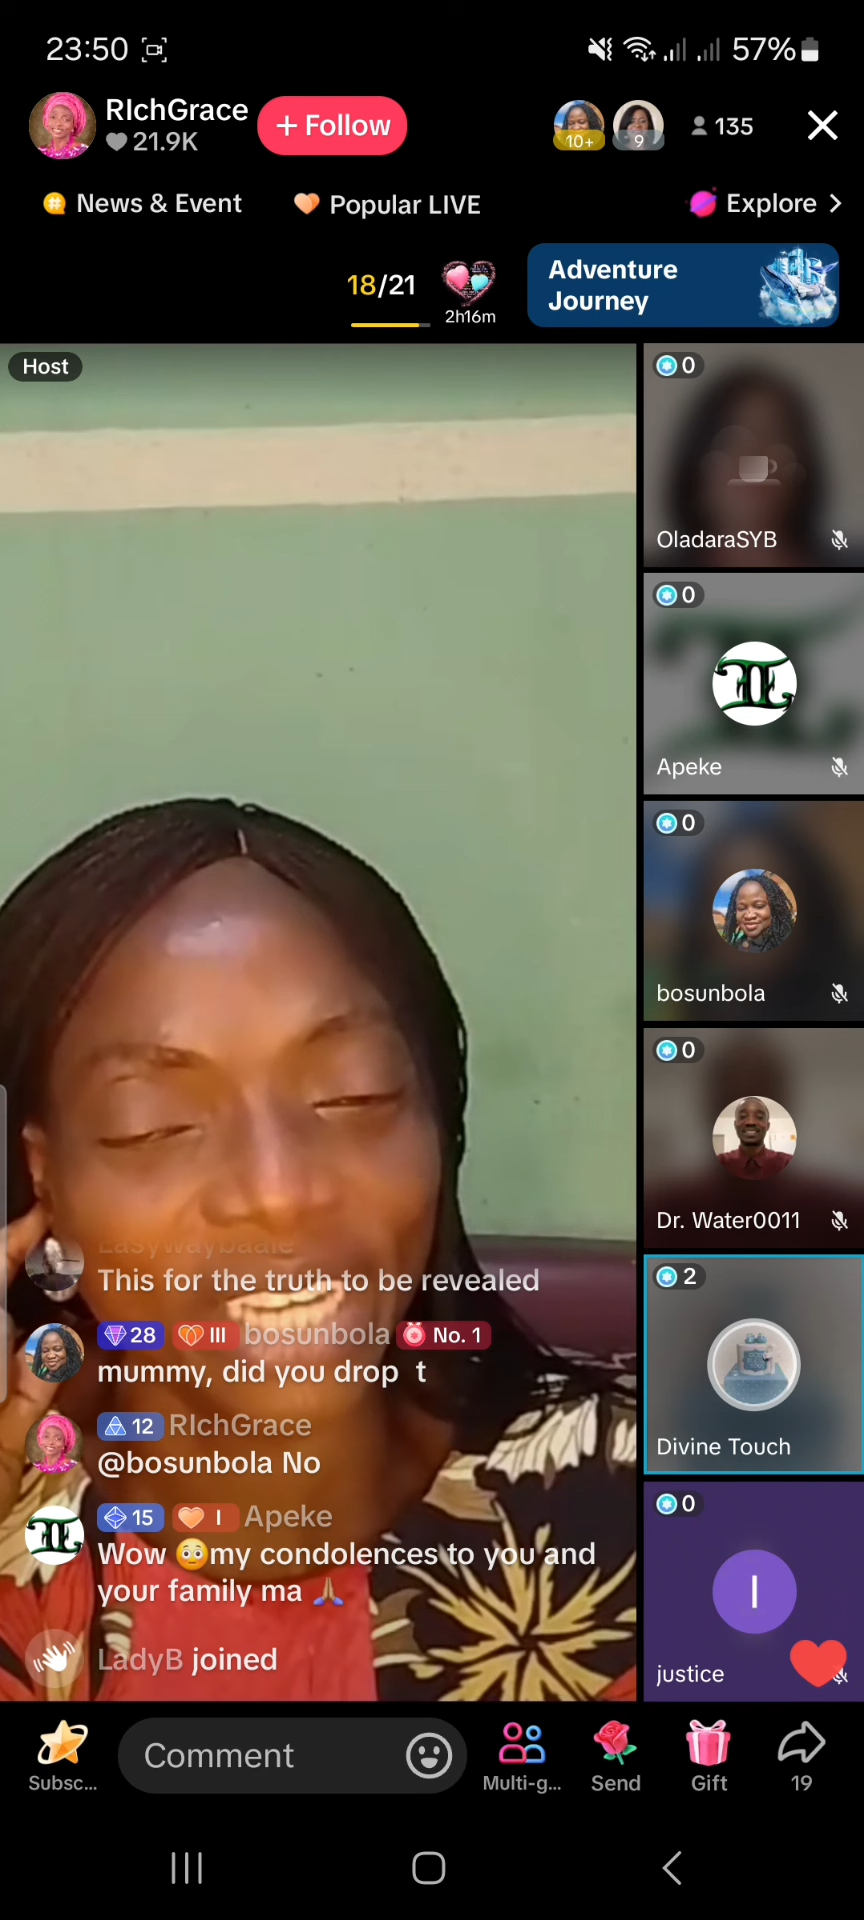 23:50
57%
RIchGrace
21.9K
+ Follow
10+
9
135
News & Event
Popular LIVE
Explore >
18/21
2h16m
Adventure
Journey
Host
0
OladaraSYB
0
Apeke
0
bosunbola
0
Dr. Water0011
2
Divine Touch
0
I
justice
Easywaybaale
This for the truth to be revealed
28 III bosunbola No. 1
mummy, did you drop t
12 RIchGrace
@bosunbola No
15 I Apeke
Wow 😳my condolences to you and
your family ma 🙏
LadyB joined
Subsc...
Comment
Multi-g...
Send
Gift
19